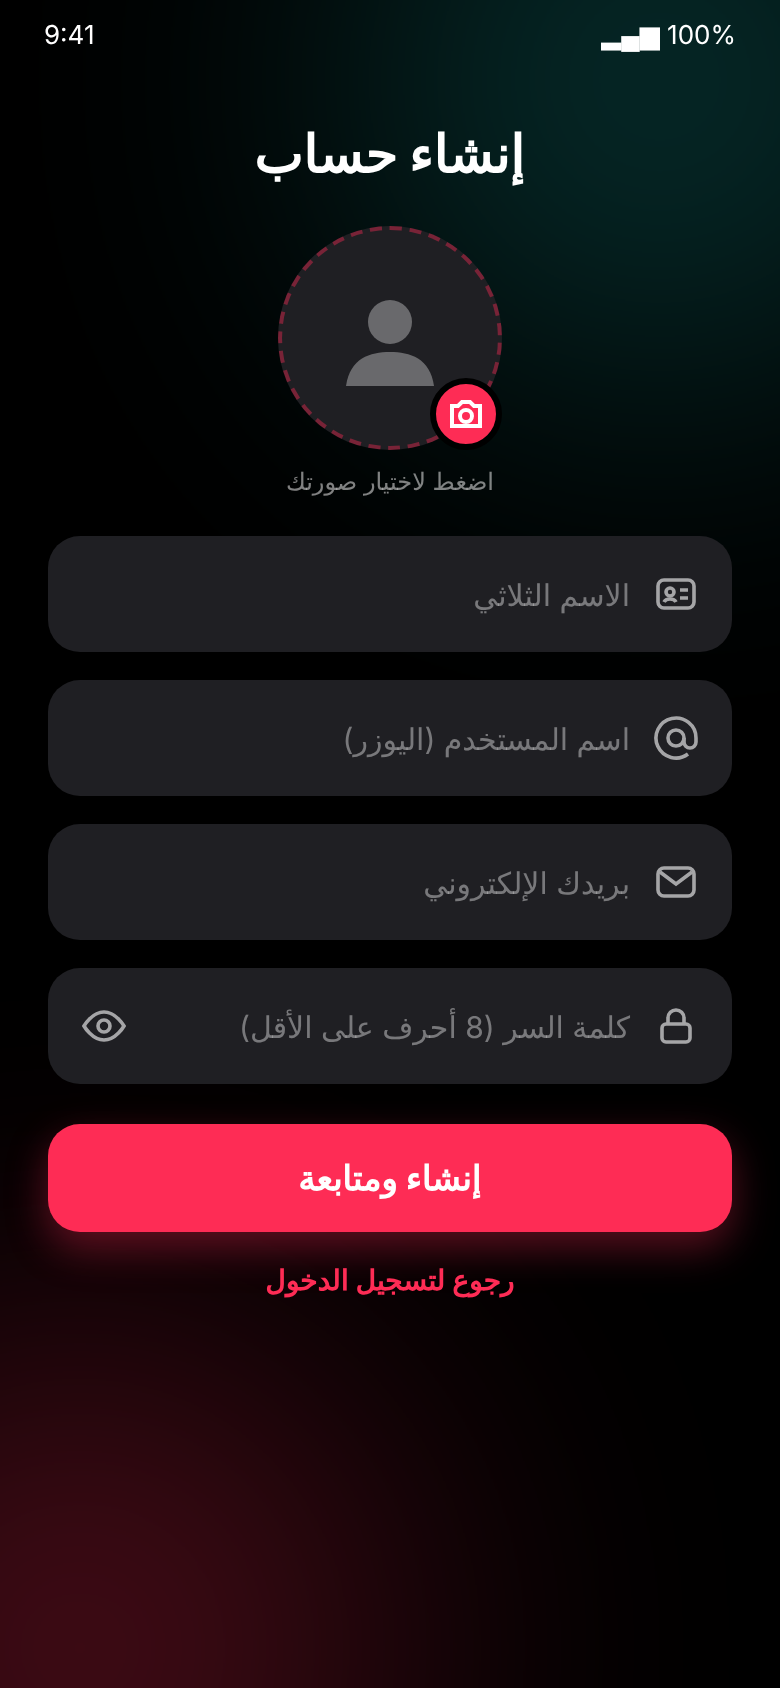 9:41
100%
إنشاء حساب
اضغط لاختيار صورتك
الاسم الثلاثي
اسم المستخدم (اليوزر)
بريدك الإلكتروني
كلمة السر (8 أحرف على الأقل)
إنشاء ومتابعة
رجوع لتسجيل الدخول